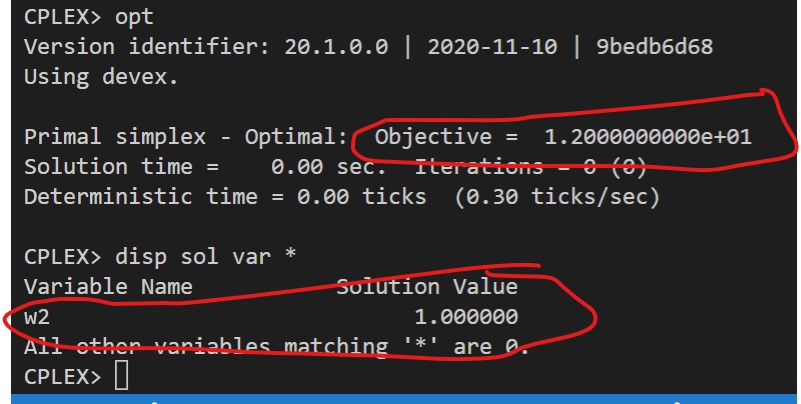 CPLEX> opt
Version identifier: 20.1.0.0 | 2020-11-10 | 9bedb6d68
Using devex.
Primal simplex - Optimal:  Objective =  1.2000000000e+01
Solution time =    0.00 sec.  Iterations = 0 (0)
Deterministic time = 0.00 ticks  (0.30 ticks/sec)
CPLEX> disp sol var *
Variable Name           Solution Value
w2                            1.000000
All other variables matching '*' are 0.
CPLEX>